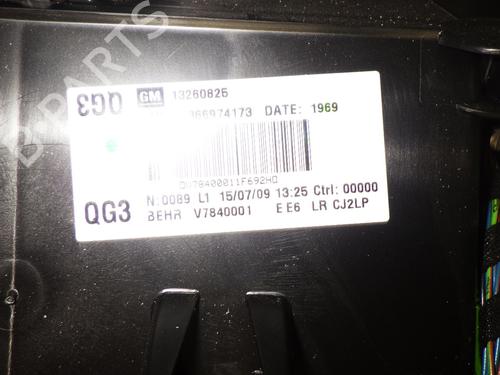 B-PARTS
QG3 GM 13260825
366974173 DATE: 1969
QV78400011F692HQ
QG3 N:0089 L1 15/07/09 13:25 Ctrl: 00000
BEHR V7840001 EE6 LR CJ2LP